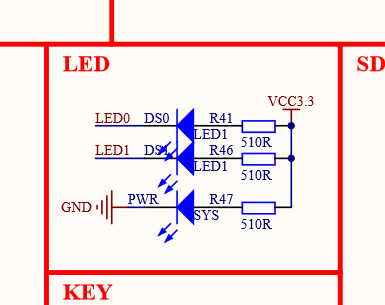 LED
SD
VCC3.3
LED0 DS0 R41
LED1
510R
LED1 DS1 R46
LED1
510R
GND PWR R47
SYS
510R
KEY